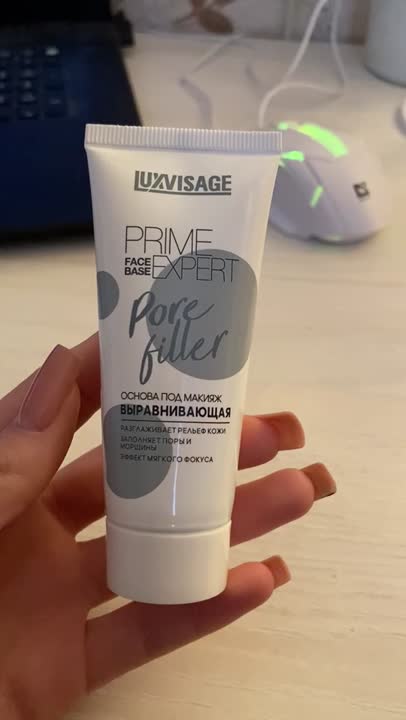 LUXVISAGE
PRIME
FACE BASE EXPERT
Pore
filler
ОСНОВА ПОД МАКИЯЖ
ВЫРАВНИВАЮЩАЯ
РАЗГЛАЖИВАЕТ РЕЛЬЕФ КОЖИ
ЗАПОЛНЯЕТ ПОРЫ И
МОРЩИНЫ
ЭФФЕКТ МЯГКОГО ФОКУСА